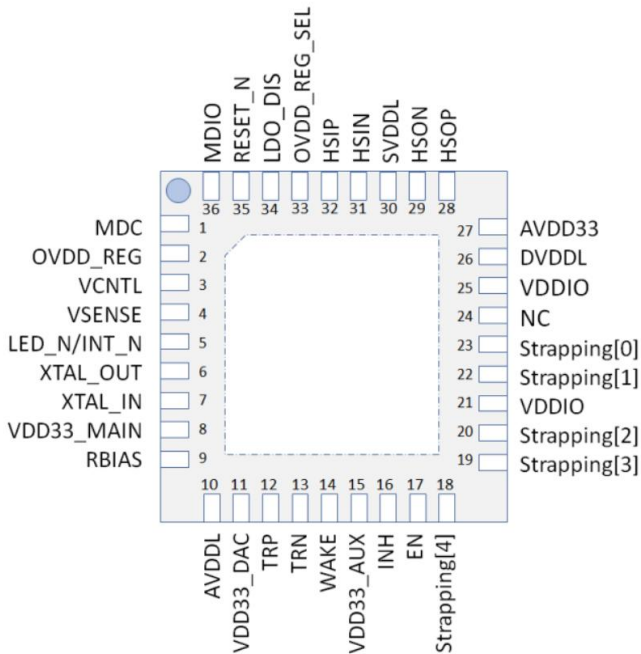 MDIO
RESET_N
LDO_DIS
OVDD_REG_SEL
HSIP
HSIN
SVDDL
HSON
HSOP
36 35 34 33 32 31 30 29 28
MDC 1
OVDD_REG 2
VCNTL 3
VSENSE 4
LED_N/INT_N 5
XTAL_OUT 6
XTAL_IN 7
VDD33_MAIN 8
RBIAS 9
27 AVDD33
26 DVDDL
25 VDDIO
24 NC
23 Strapping[0]
22 Strapping[1]
21 VDDIO
20 Strapping[2]
19 Strapping[3]
10 11 12 13 14 15 16 17 18
AVDDL
VDD33_DAC
TRP
TRN
WAKE
VDD33_AUX
INH
EN
Strapping[4]